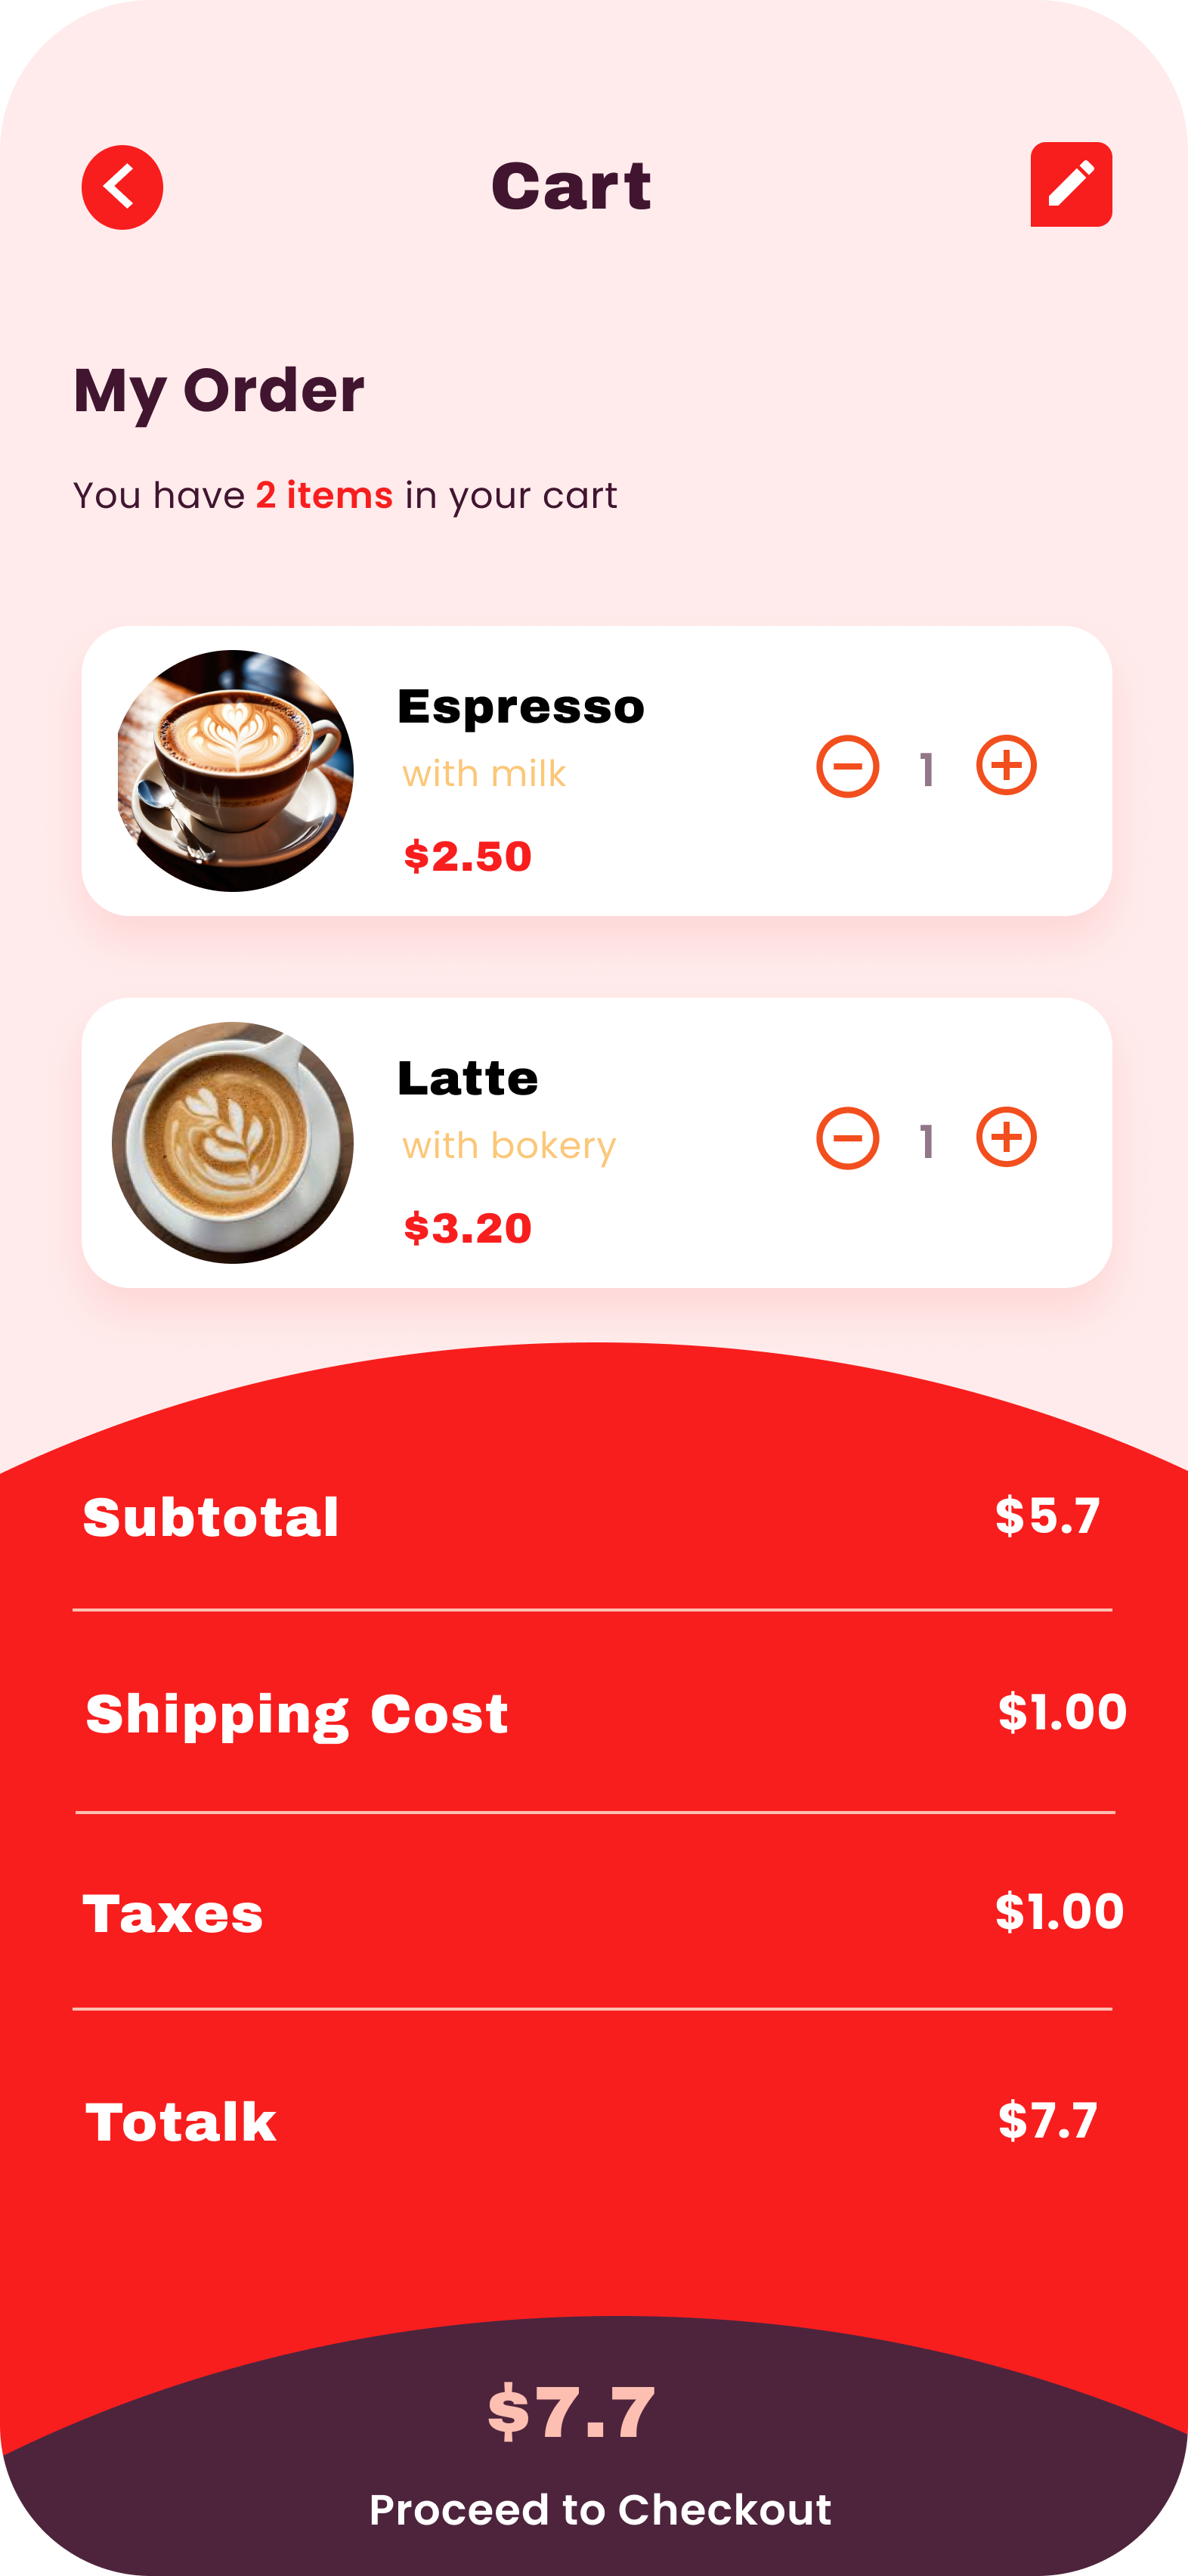 Cart
My Order
You have 2 items in your cart
Espresso
with milk
$2.50
1
Latte
with bokery
$3.20
1
Subtotal $5.7
Shipping Cost $1.00
Taxes $1.00
Totalk $7.7
$7.7
Proceed to Checkout